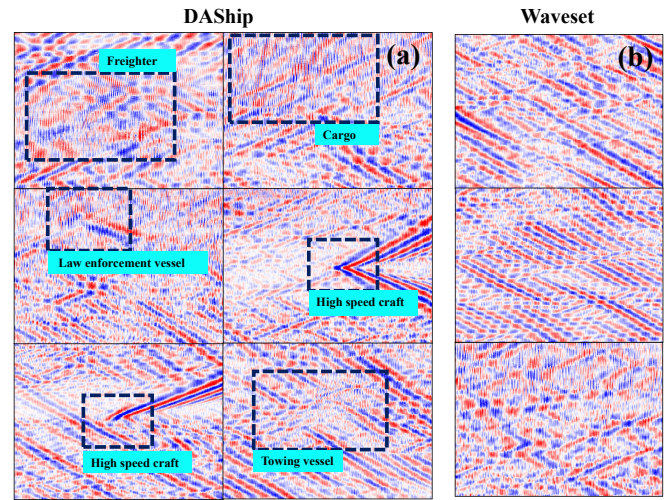 DAShip
Waveset
Freighter
(a)
(b)
Cargo
Law enforcement vessel
High speed craft
High speed craft
Towing vessel